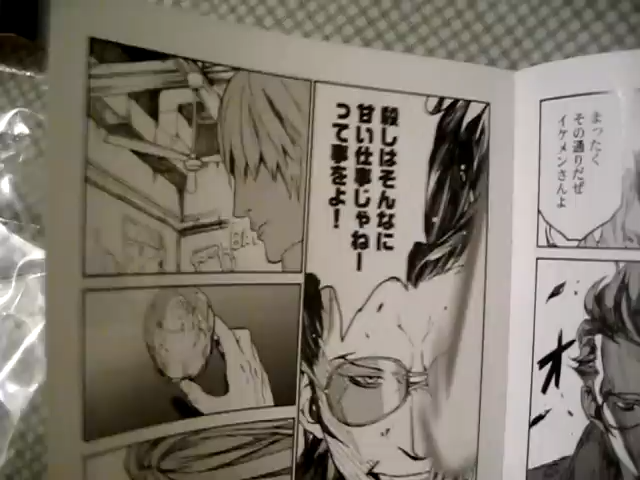 まったく
その通りだぜ
イケメンさんよ
オ
殺しはそんなに
甘い仕事じゃねー
って事をよ！